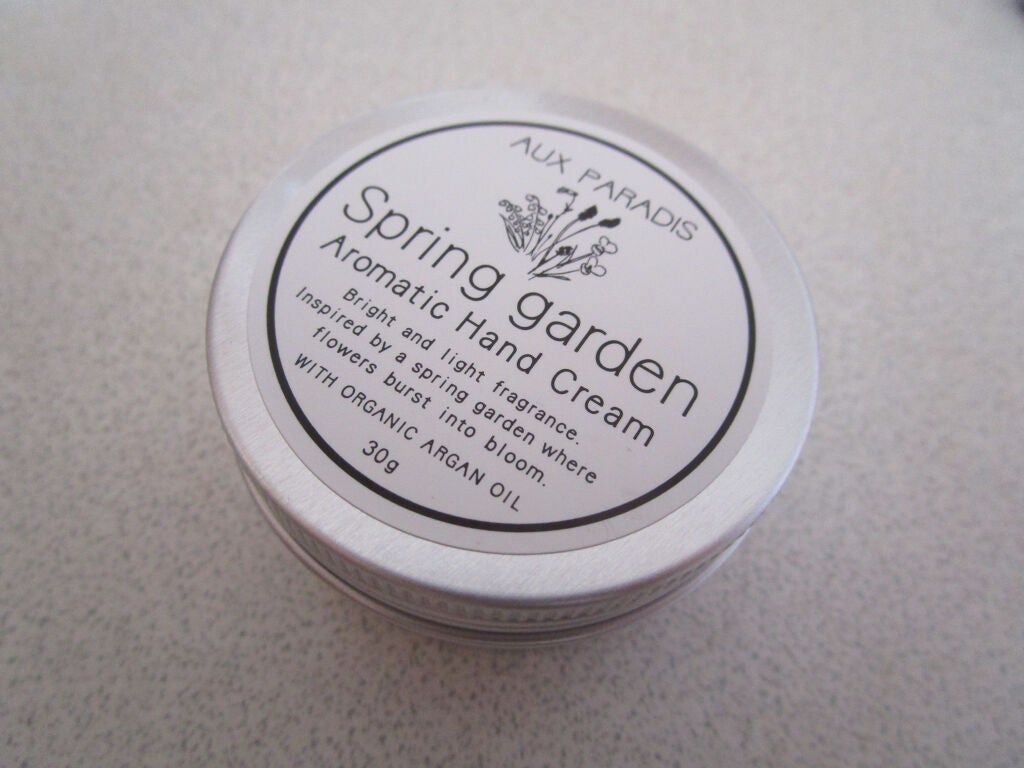 AUX PARADIS
Spring garden
Aromatic Hand Cream
Bright and light fragrance.
Inspired by a spring garden where
flowers burst into bloom.
WITH ORGANIC ARGAN OIL
30g